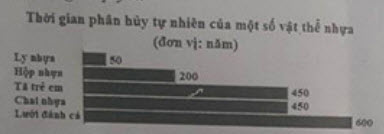 Thời gian phân hủy tự nhiên của một số vật thể nhựa
(đơn vị: năm)
Ly nhựa 50
Hộp nhựa 200
Tã trẻ em 450
Chai nhựa 450
Lưới đánh cá 600